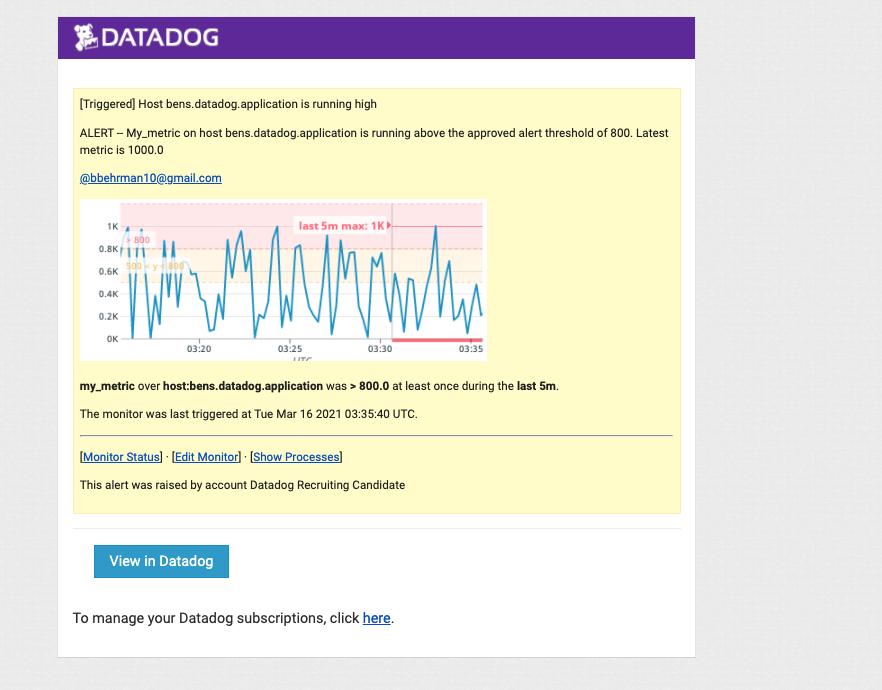 DATADOG
[Triggered] Host bens.datadog.application is running high
ALERT -- My_metric on host bens.datadog.application is running above the approved alert threshold of 800. Latest
metric is 1000.0
@bbehrman10@gmail.com
1K
last 5m max: 1K
> 800
0.8K
500 < y < 800
0.6K
0.4K
0.2K
0K
03:20 03:25 03:30 03:35
UTC
my_metric over host:bens.datadog.application was > 800.0 at least once during the last 5m.
The monitor was last triggered at Tue Mar 16 2021 03:35:40 UTC.
[Monitor Status] · [Edit Monitor] · [Show Processes]
This alert was raised by account Datadog Recruiting Candidate
View in Datadog
To manage your Datadog subscriptions, click here.